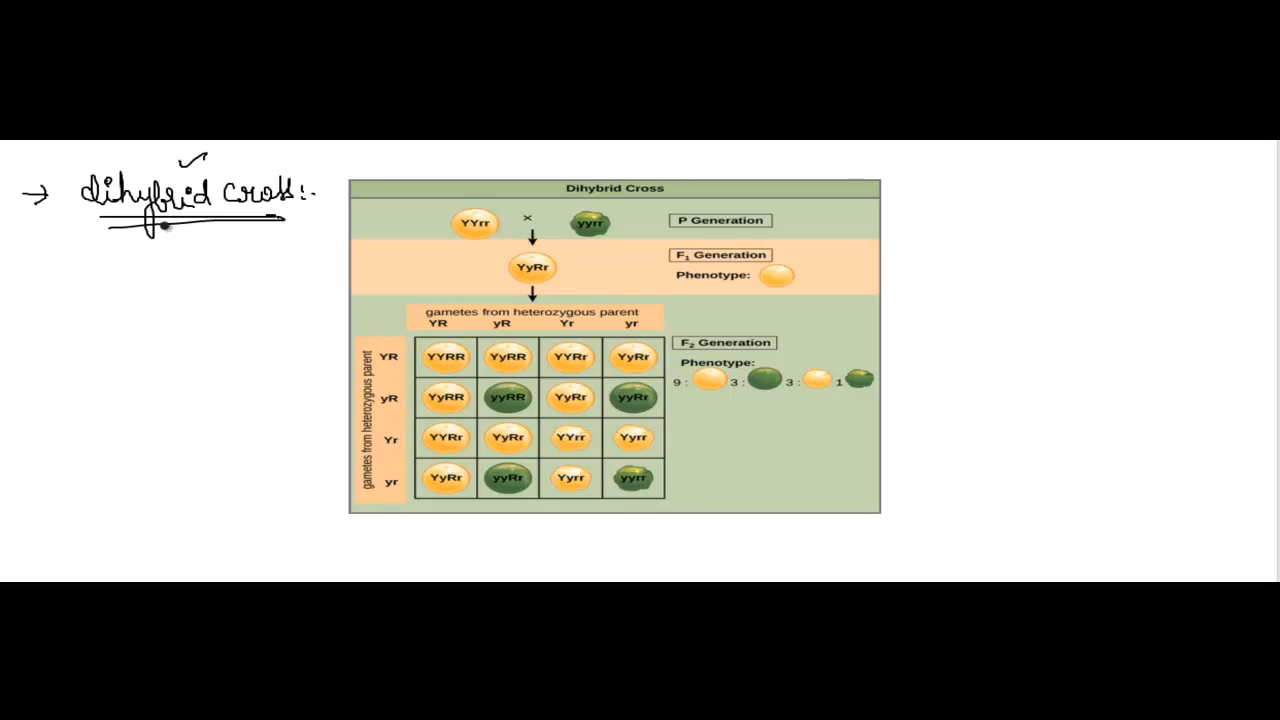 → dihybrid cross:-
Dihybrid Cross
YYrr × yyrr P Generation
F₁ Generation
YyRr Phenotype:
gametes from heterozygous parent
YR yR Yr yr
gametes from heterozygous parent
YR YYRR YyRR YYRr YyRr
yR YyRR yyRR YyRr yyRr
Yr YYRr YyRr YYrr Yyrr
yr YyRr yyRr Yyrr yyrr
F₂ Generation
Phenotype:
9 : 3 : 3 : 1